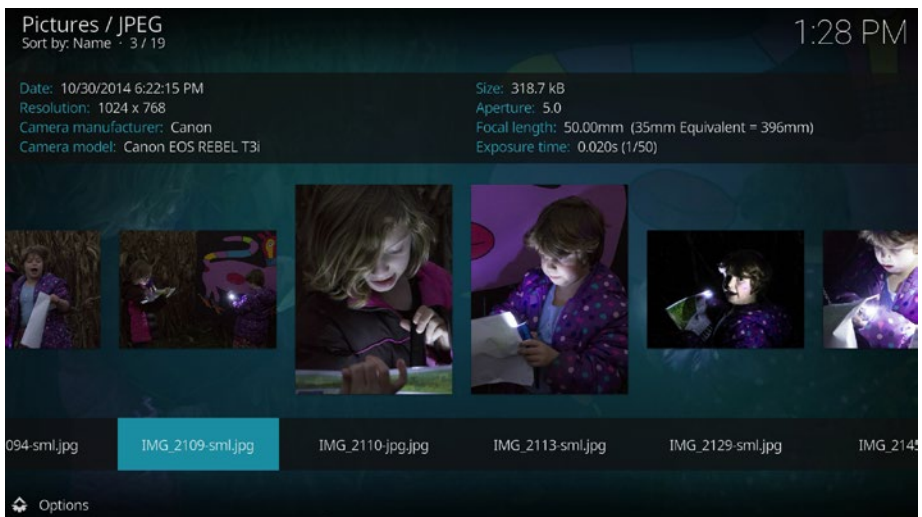 Pictures / JPEG
Sort by: Name · 3 / 19
1:28 PM
Date: 10/30/2014 6:22:15 PM
Resolution: 1024 x 768
Camera manufacturer: Canon
Camera model: Canon EOS REBEL T3i
Size: 318.7 kB
Aperture: 5.0
Focal length: 50.00mm (35mm Equivalent = 396mm)
Exposure time: 0.020s (1/50)
094-sml.jpg
IMG_2109-sml.jpg
IMG_2110-jpg.jpg
IMG_2113-sml.jpg
IMG_2129-sml.jpg
IMG_2145
Options